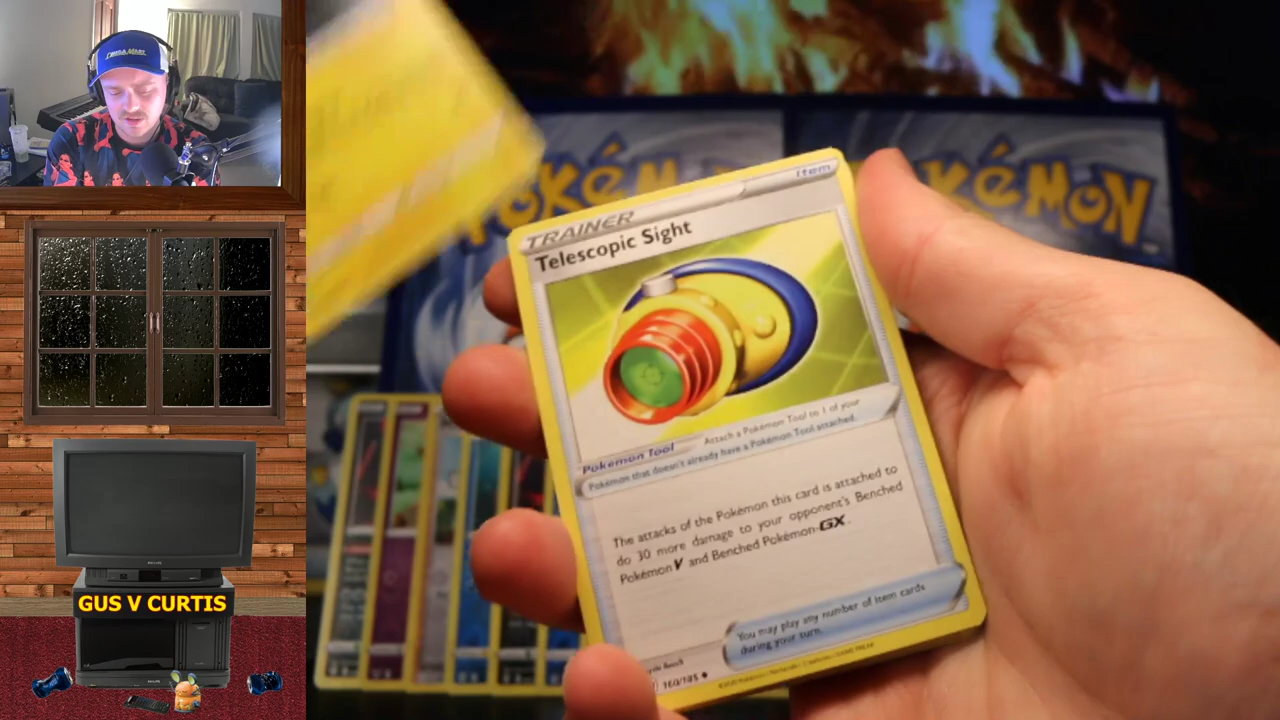 POKéMON
POKéMON
TRAINER
Item
Telescopic Sight
Pokémon Tool
Attach a Pokémon Tool to 1 of your
Pokémon that doesn't already have a Pokémon Tool attached.
The attacks of the Pokémon this card is attached to
do 30 more damage to your opponent's Benched
Pokémon V and Benched Pokémon-GX.
You may play any number of Item cards
during your turn.
160/185
PHILIPS
GUS V CURTIS